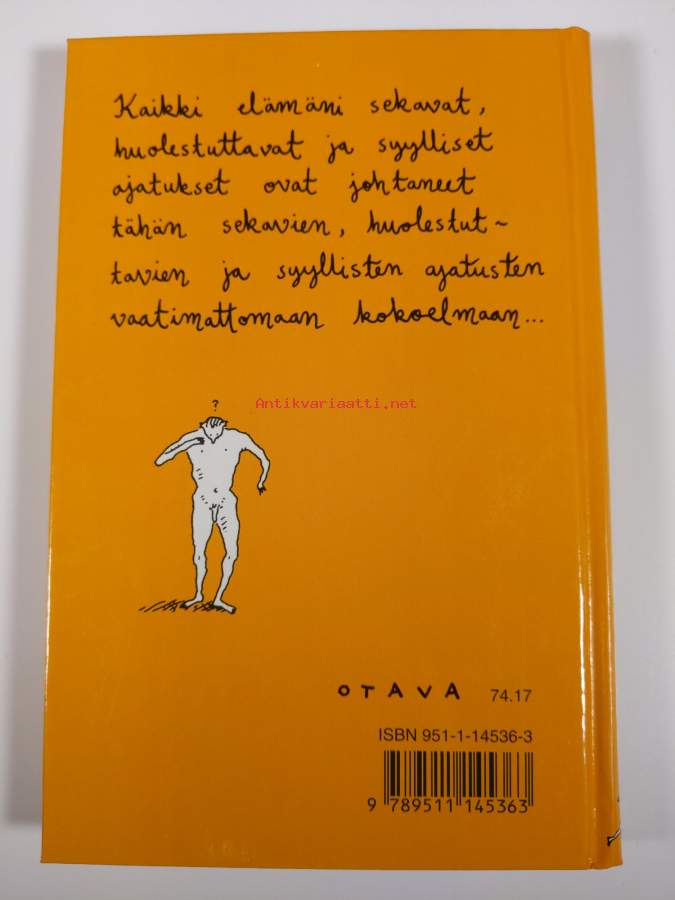 Kaikki elämäni sekavat,
huolestuttavat ja syylliset
ajatukset ovat johtaneet
tähän sekavien, huolestut~
tavien ja syyllisten ajatusten
vaatimattomaan kokoelmaan...
?
Antikvariaatti.net
OTAVA 74.17
ISBN 951-1-14536-3
9 789511 145363